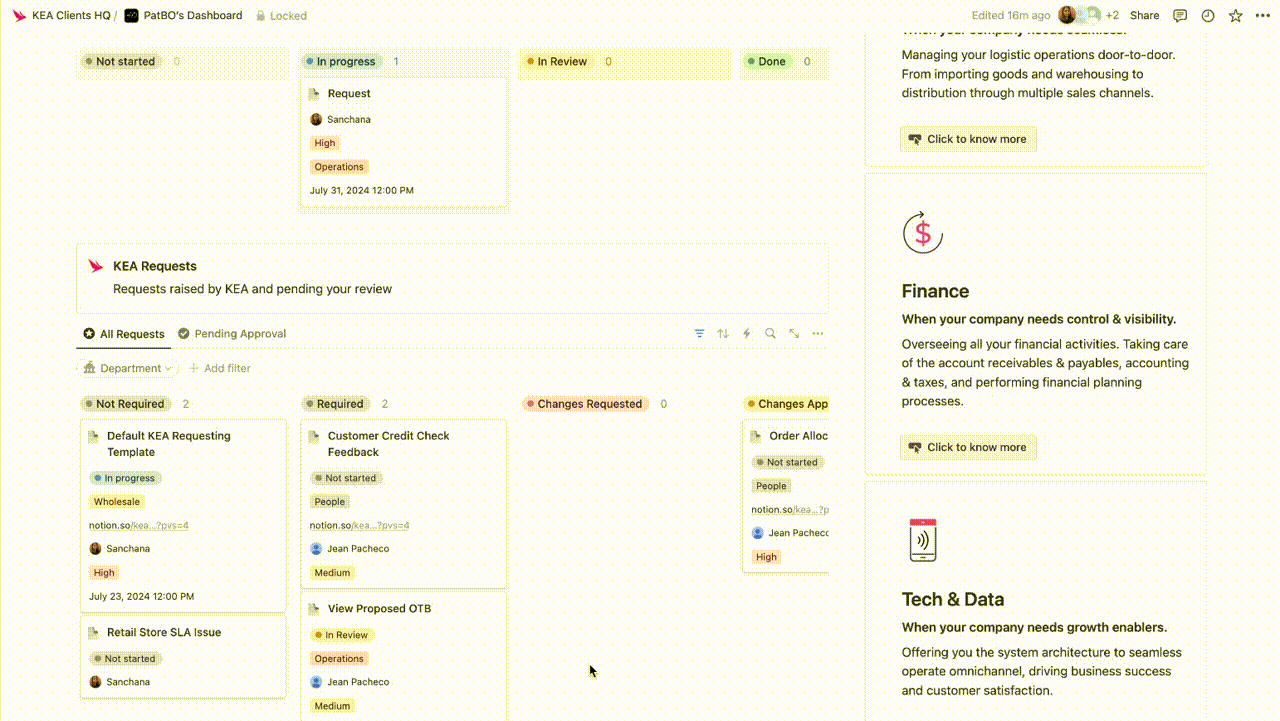 KEA Clients HQ / PatBO's Dashboard Locked
Edited 16m ago +2 Share
Not started 0
In progress 1
In Review 0
Done 0
Request
Sanchana
High
Operations
July 31, 2024 12:00 PM
KEA Requests
Requests raised by KEA and pending your review
All Requests Pending Approval
Department Add filter
Not Required 2
Required 2
Changes Requested 0
Changes App
Default KEA Requesting
Template
In progress
Wholesale
notion.so/kea...?pvs=4
Sanchana
High
July 23, 2024 12:00 PM
Retail Store SLA Issue
Not started
Sanchana
Customer Credit Check
Feedback
Not started
People
notion.so/kea...?pvs=4
Jean Pacheco
Medium
View Proposed OTB
In Review
Operations
Jean Pacheco
Medium
Order Alloc
Not started
People
notion.so/kea...?p
Jean Pacheco
High
When your company needs seamless.
Managing your logistic operations door-to-door.
From importing goods and warehousing to
distribution through multiple sales channels.
Click to know more
$
Finance
When your company needs control & visibility.
Overseeing all your financial activities. Taking care
of the account receivables & payables, accounting
& taxes, and performing financial planning
processes.
Click to know more
Tech & Data
When your company needs growth enablers.
Offering you the system architecture to seamless
operate omnichannel, driving business success
and customer satisfaction.